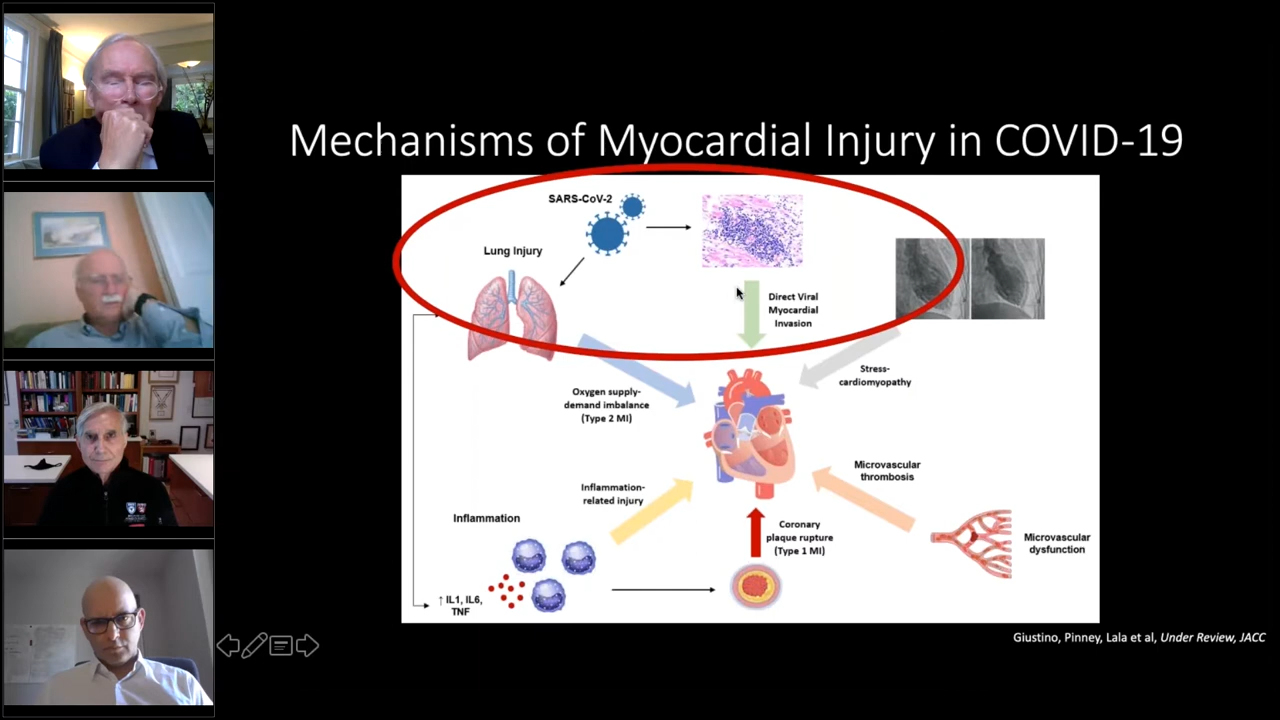 Mechanisms of Myocardial Injury in COVID-19
SARS-CoV-2
Lung Injury
Direct Viral
Myocardial
Invasion
Stress-
cardiomyopathy
Oxygen supply-
demand imbalance
(Type 2 MI)
Microvascular
thrombosis
Inflammation-
related injury
Inflammation
Coronary
plaque rupture
(Type 1 MI)
Microvascular
dysfunction
↑ IL1, IL6,
TNF
Giustino, Pinney, Lala et al, Under Review, JACC